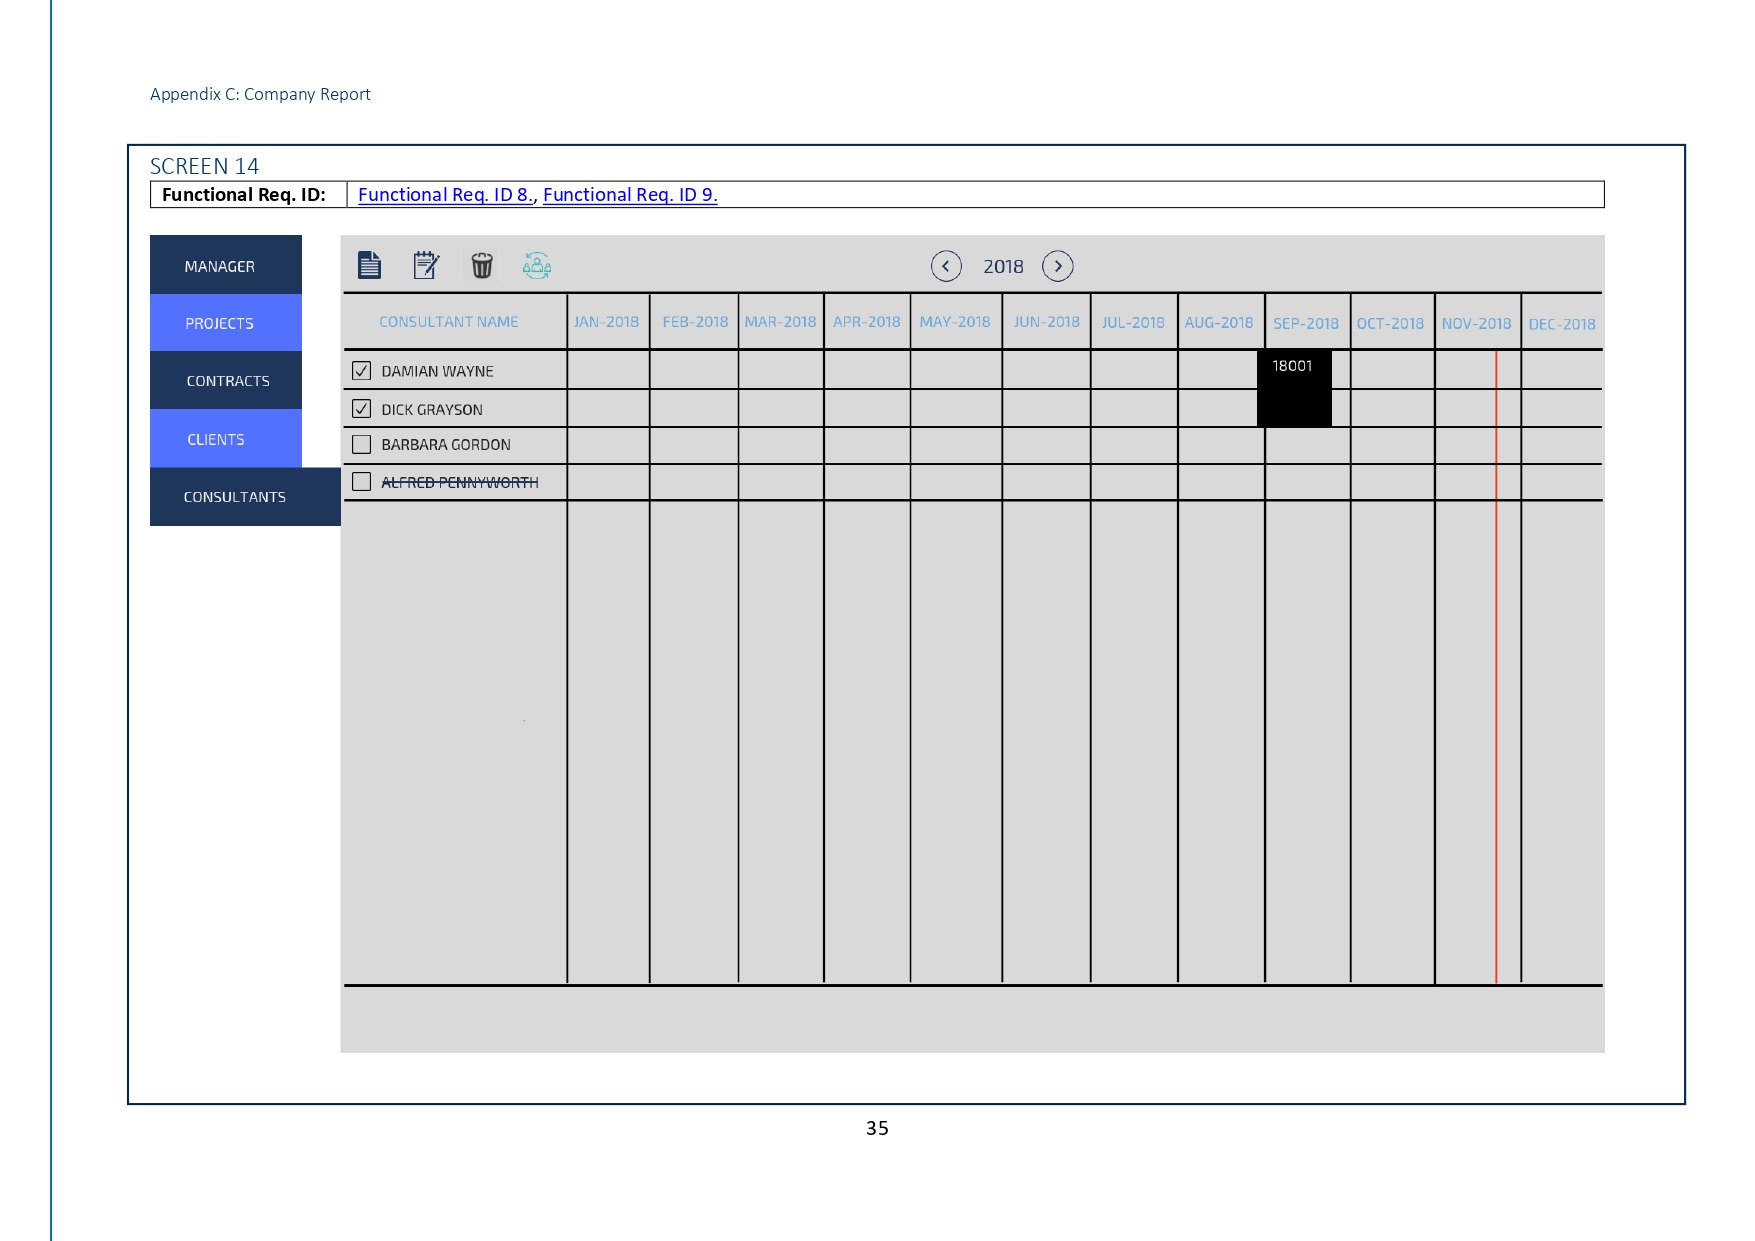 Appendix C: Company Report
SCREEN 14
Functional Req. ID: Functional Req. ID 8., Functional Req. ID 9.
MANAGER
PROJECTS
CONTRACTS
CLIENTS
CONSULTANTS
2018
CONSULTANT NAME JAN-2018 FEB-2018 MAR-2018 APR-2018 MAY-2018 JUN-2018 JUL-2018 AUG-2018 SEP-2018 OCT-2018 NOV-2018 DEC-2018
DAMIAN WAYNE 18001
DICK GRAYSON
BARBARA GORDON
ALFRED PENNYWORTH
35